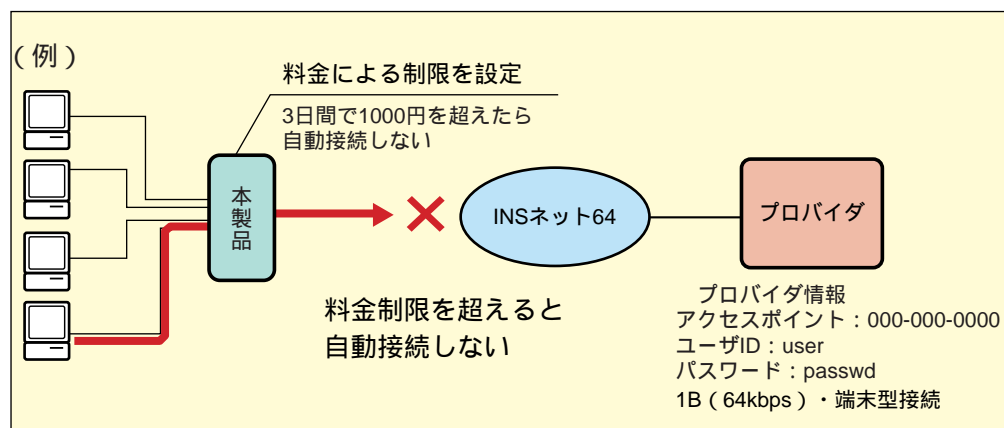 （例）
料金による制限を設定
3日間で1000円を超えたら
自動接続しない
本製品
INSネット64
プロバイダ
料金制限を超えると
自動接続しない
プロバイダ情報
アクセスポイント：000-000-0000
ユーザID：user
パスワード：passwd
1B（64kbps）・端末型接続